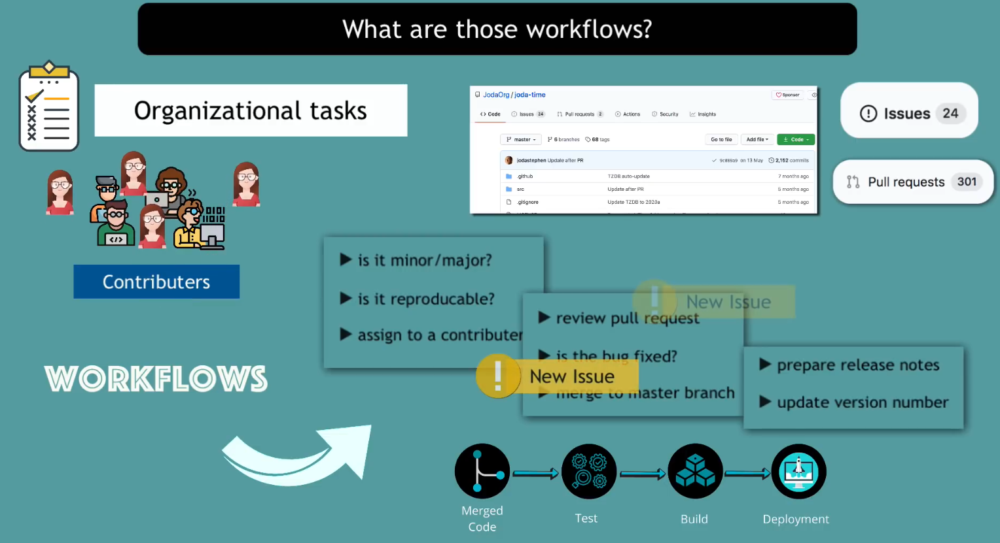 What are those workflows?
Organizational tasks
JodaOrg / joda-time
Sponsor
Code
Issues 24
Pull requests 2
Actions
Security
Insights
master
6 branches
68 tags
Go to file
Add file
Code
jodastephen Update after PR
9c089a9 on 13 May
2,152 commits
.github
TZDB auto-update
7 months ago
src
Update after PR
5 months ago
.gitignore
Update TZDB to 2020a
5 months ago
Issues 24
Pull requests 301
0101
11010
</>
Contributers
is it minor/major?
is it reproducable?
assign to a contributer
New Issue
review pull request
is the bug fixed?
merge to master branch
New Issue
prepare release notes
update version number
WORKFLOWS
Merged
Code
Test
Build
Deployment